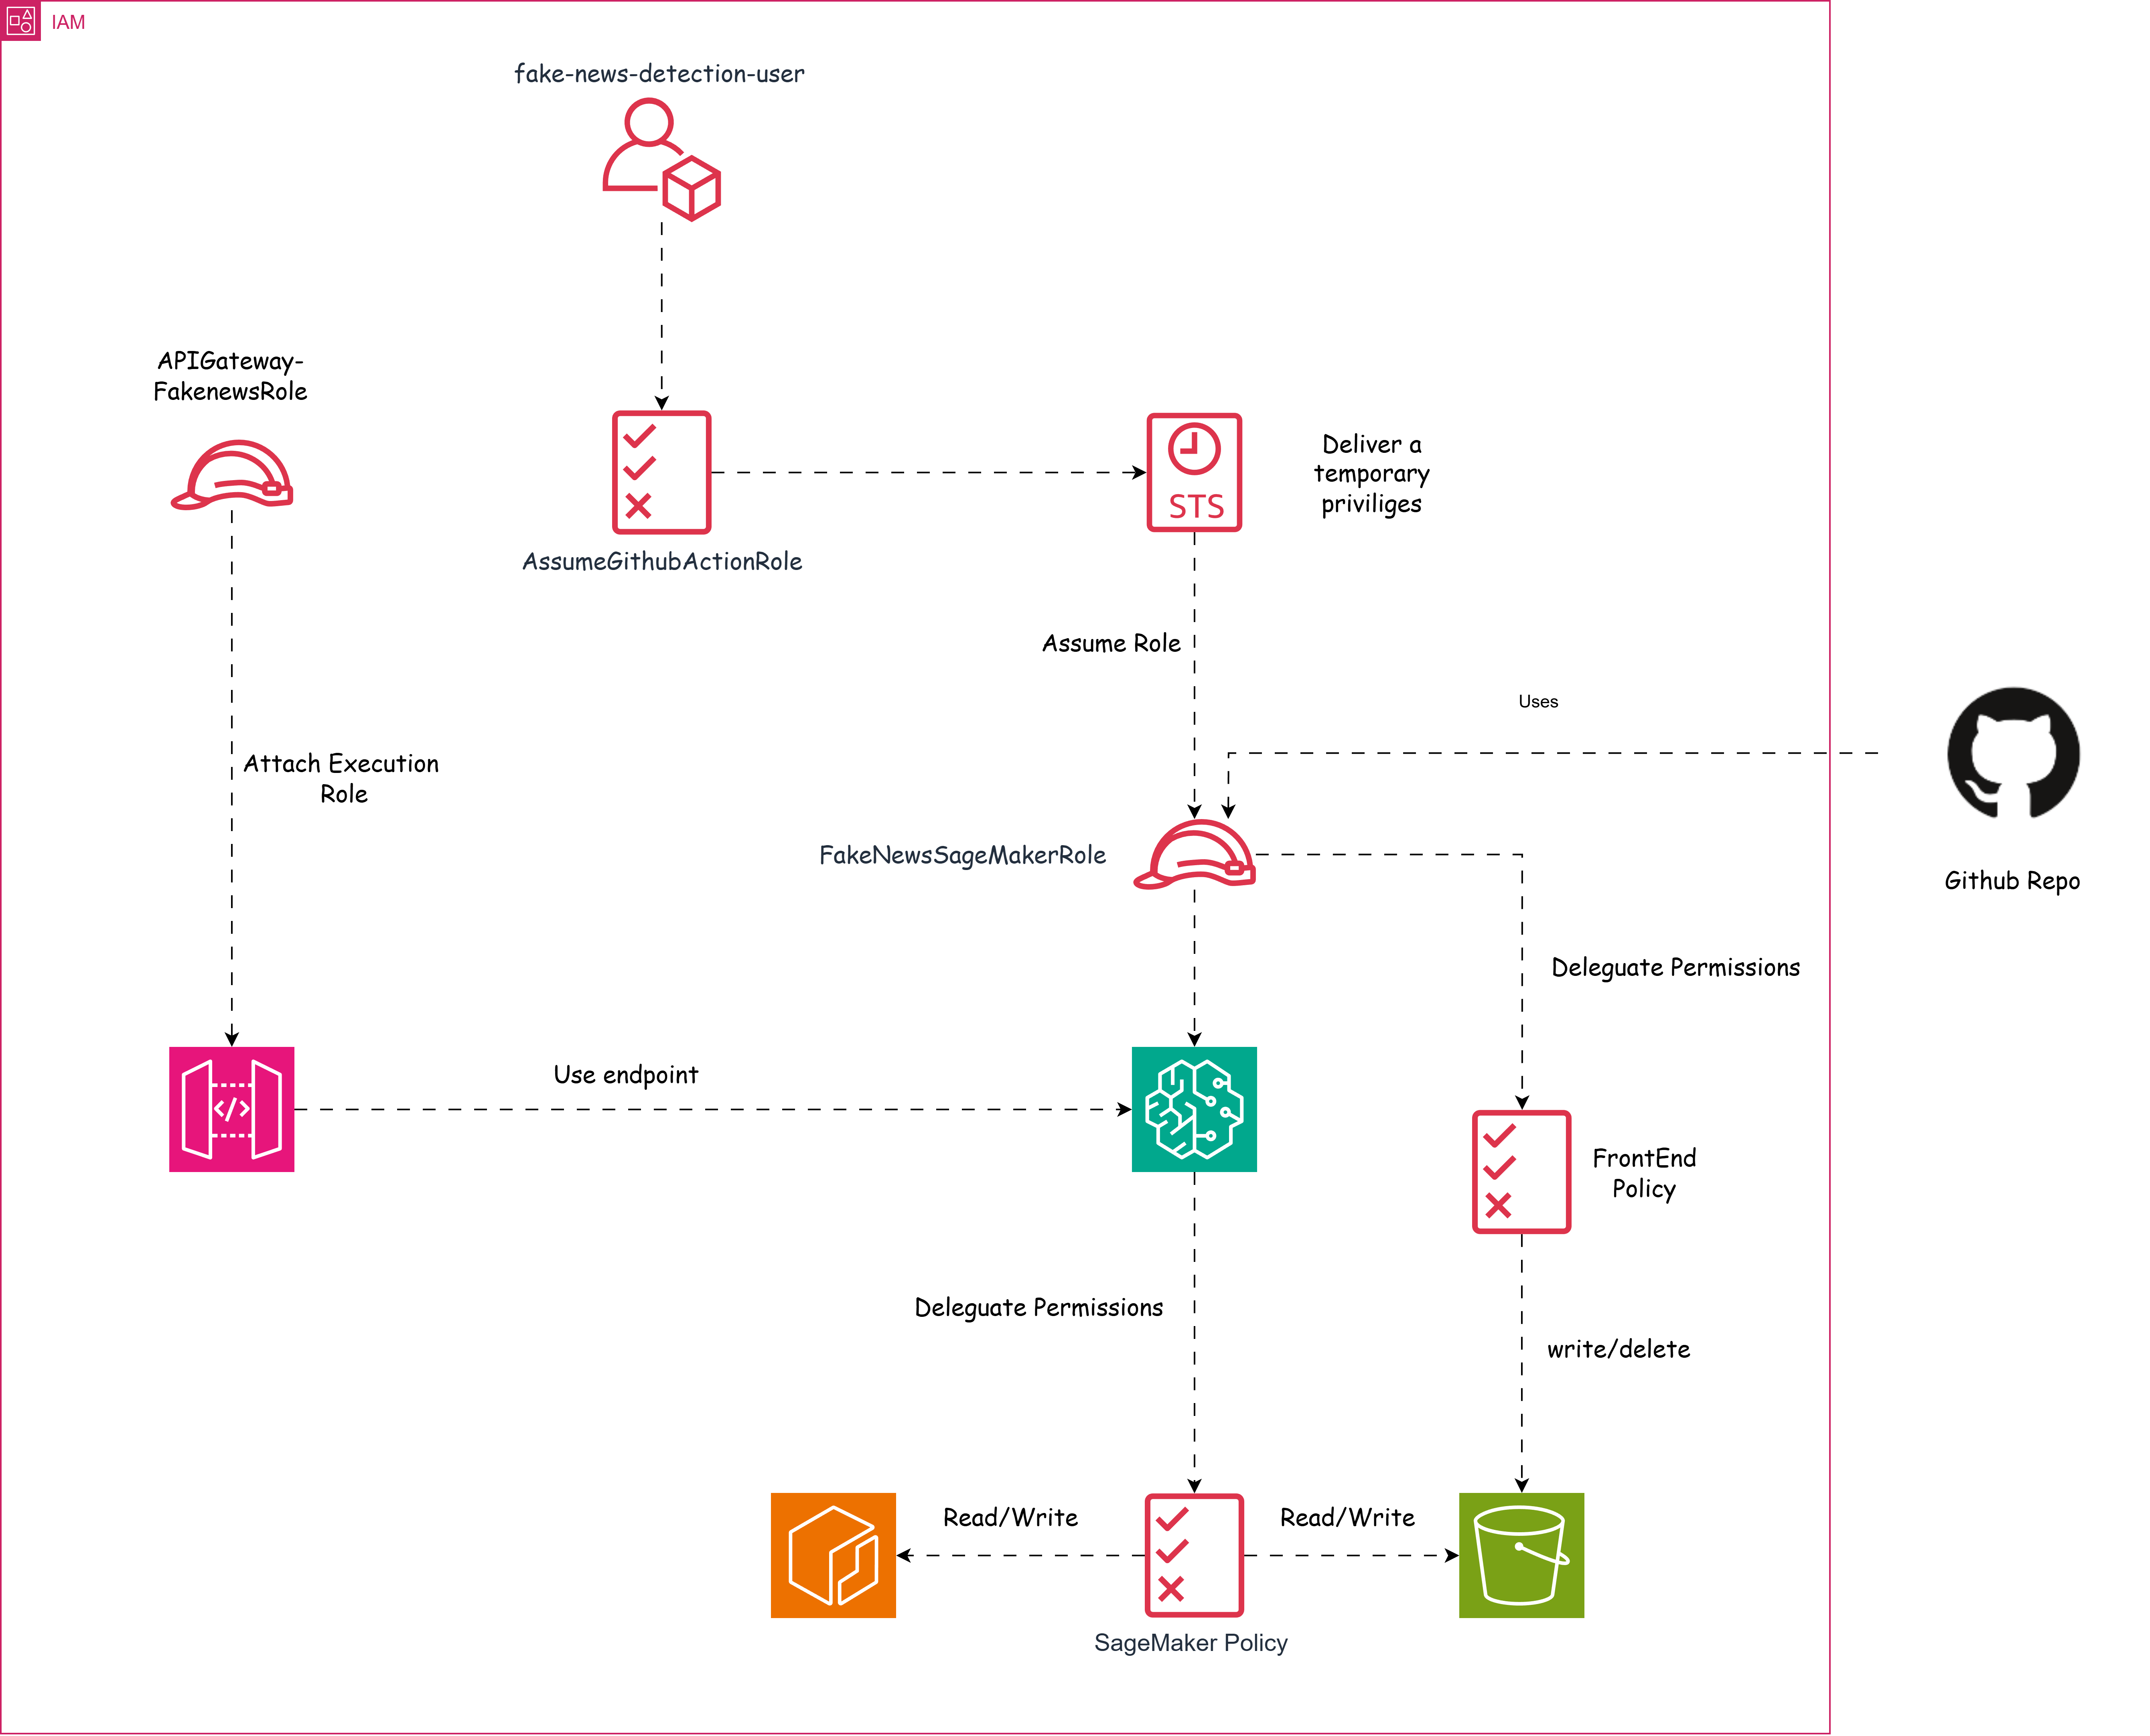 IAM
fake-news-detection-user
APIGateway-
FakenewsRole
STS
Deliver a
temporary
priviliges
AssumeGithubActionRole
Assume Role
Uses
Attach Execution
Role
FakeNewsSageMakerRole
Github Repo
Deleguate Permissions
Use endpoint
</>
FrontEnd
Policy
Deleguate Permissions
write/delete
Read/Write
Read/Write
SageMaker Policy